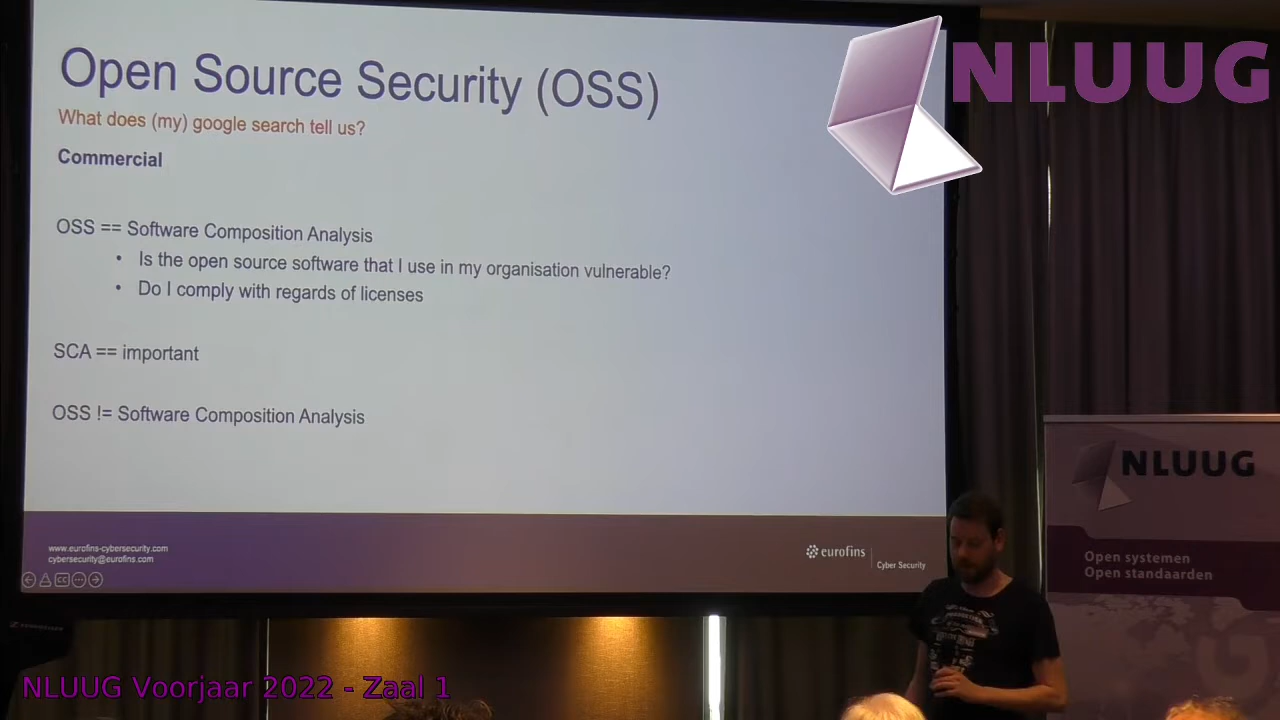 Open Source Security (OSS)
What does (my) google search tell us?
Commercial
OSS == Software Composition Analysis
• Is the open source software that I use in my organisation vulnerable?
• Do I comply with regards of licenses
SCA == important
OSS != Software Composition Analysis
www.eurofins-cybersecurity.com
cybersecurity@eurofins.com
eurofins
Cyber Security
NLUUG
NLUUG
Open systemen
Open standaarden
NLUUG Voorjaar 2022 - Zaal 1